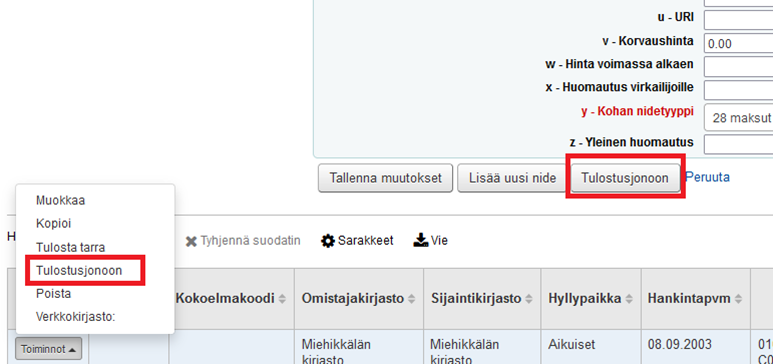 u - URI
v - Korvaushinta 0.00
w - Hinta voimassa alkaen
x - Huomautus virkailijoille
y - Kohan nidetyyppi 28 maksut
z - Yleinen huomautus
Tallenna muutokset Lisää uusi nide Tulostusjonoon Peruuta
Muokkaa
Kopioi
Tulosta tarra
Tulostusjonoon
Poista
Verkkokirjasto:
H Tyhjennä suodatin Sarakkeet Vie
Kokoelmakoodi Omistajakirjasto Sijaintikirjasto Hyllypaikka Hankintapvm
Toiminnot Miehikkälän kirjasto Miehikkälän kirjasto Aikuiset 08.09.2003 01 C0